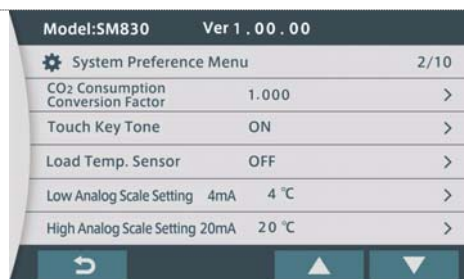 Model:SM830 Ver 1.00.00
System Preference Menu 2/10
CO2 Consumption
Conversion Factor 1.000 >
Touch Key Tone ON >
Load Temp. Sensor OFF >
Low Analog Scale Setting 4mA 4 ℃ >
High Analog Scale Setting 20mA 20 ℃ >